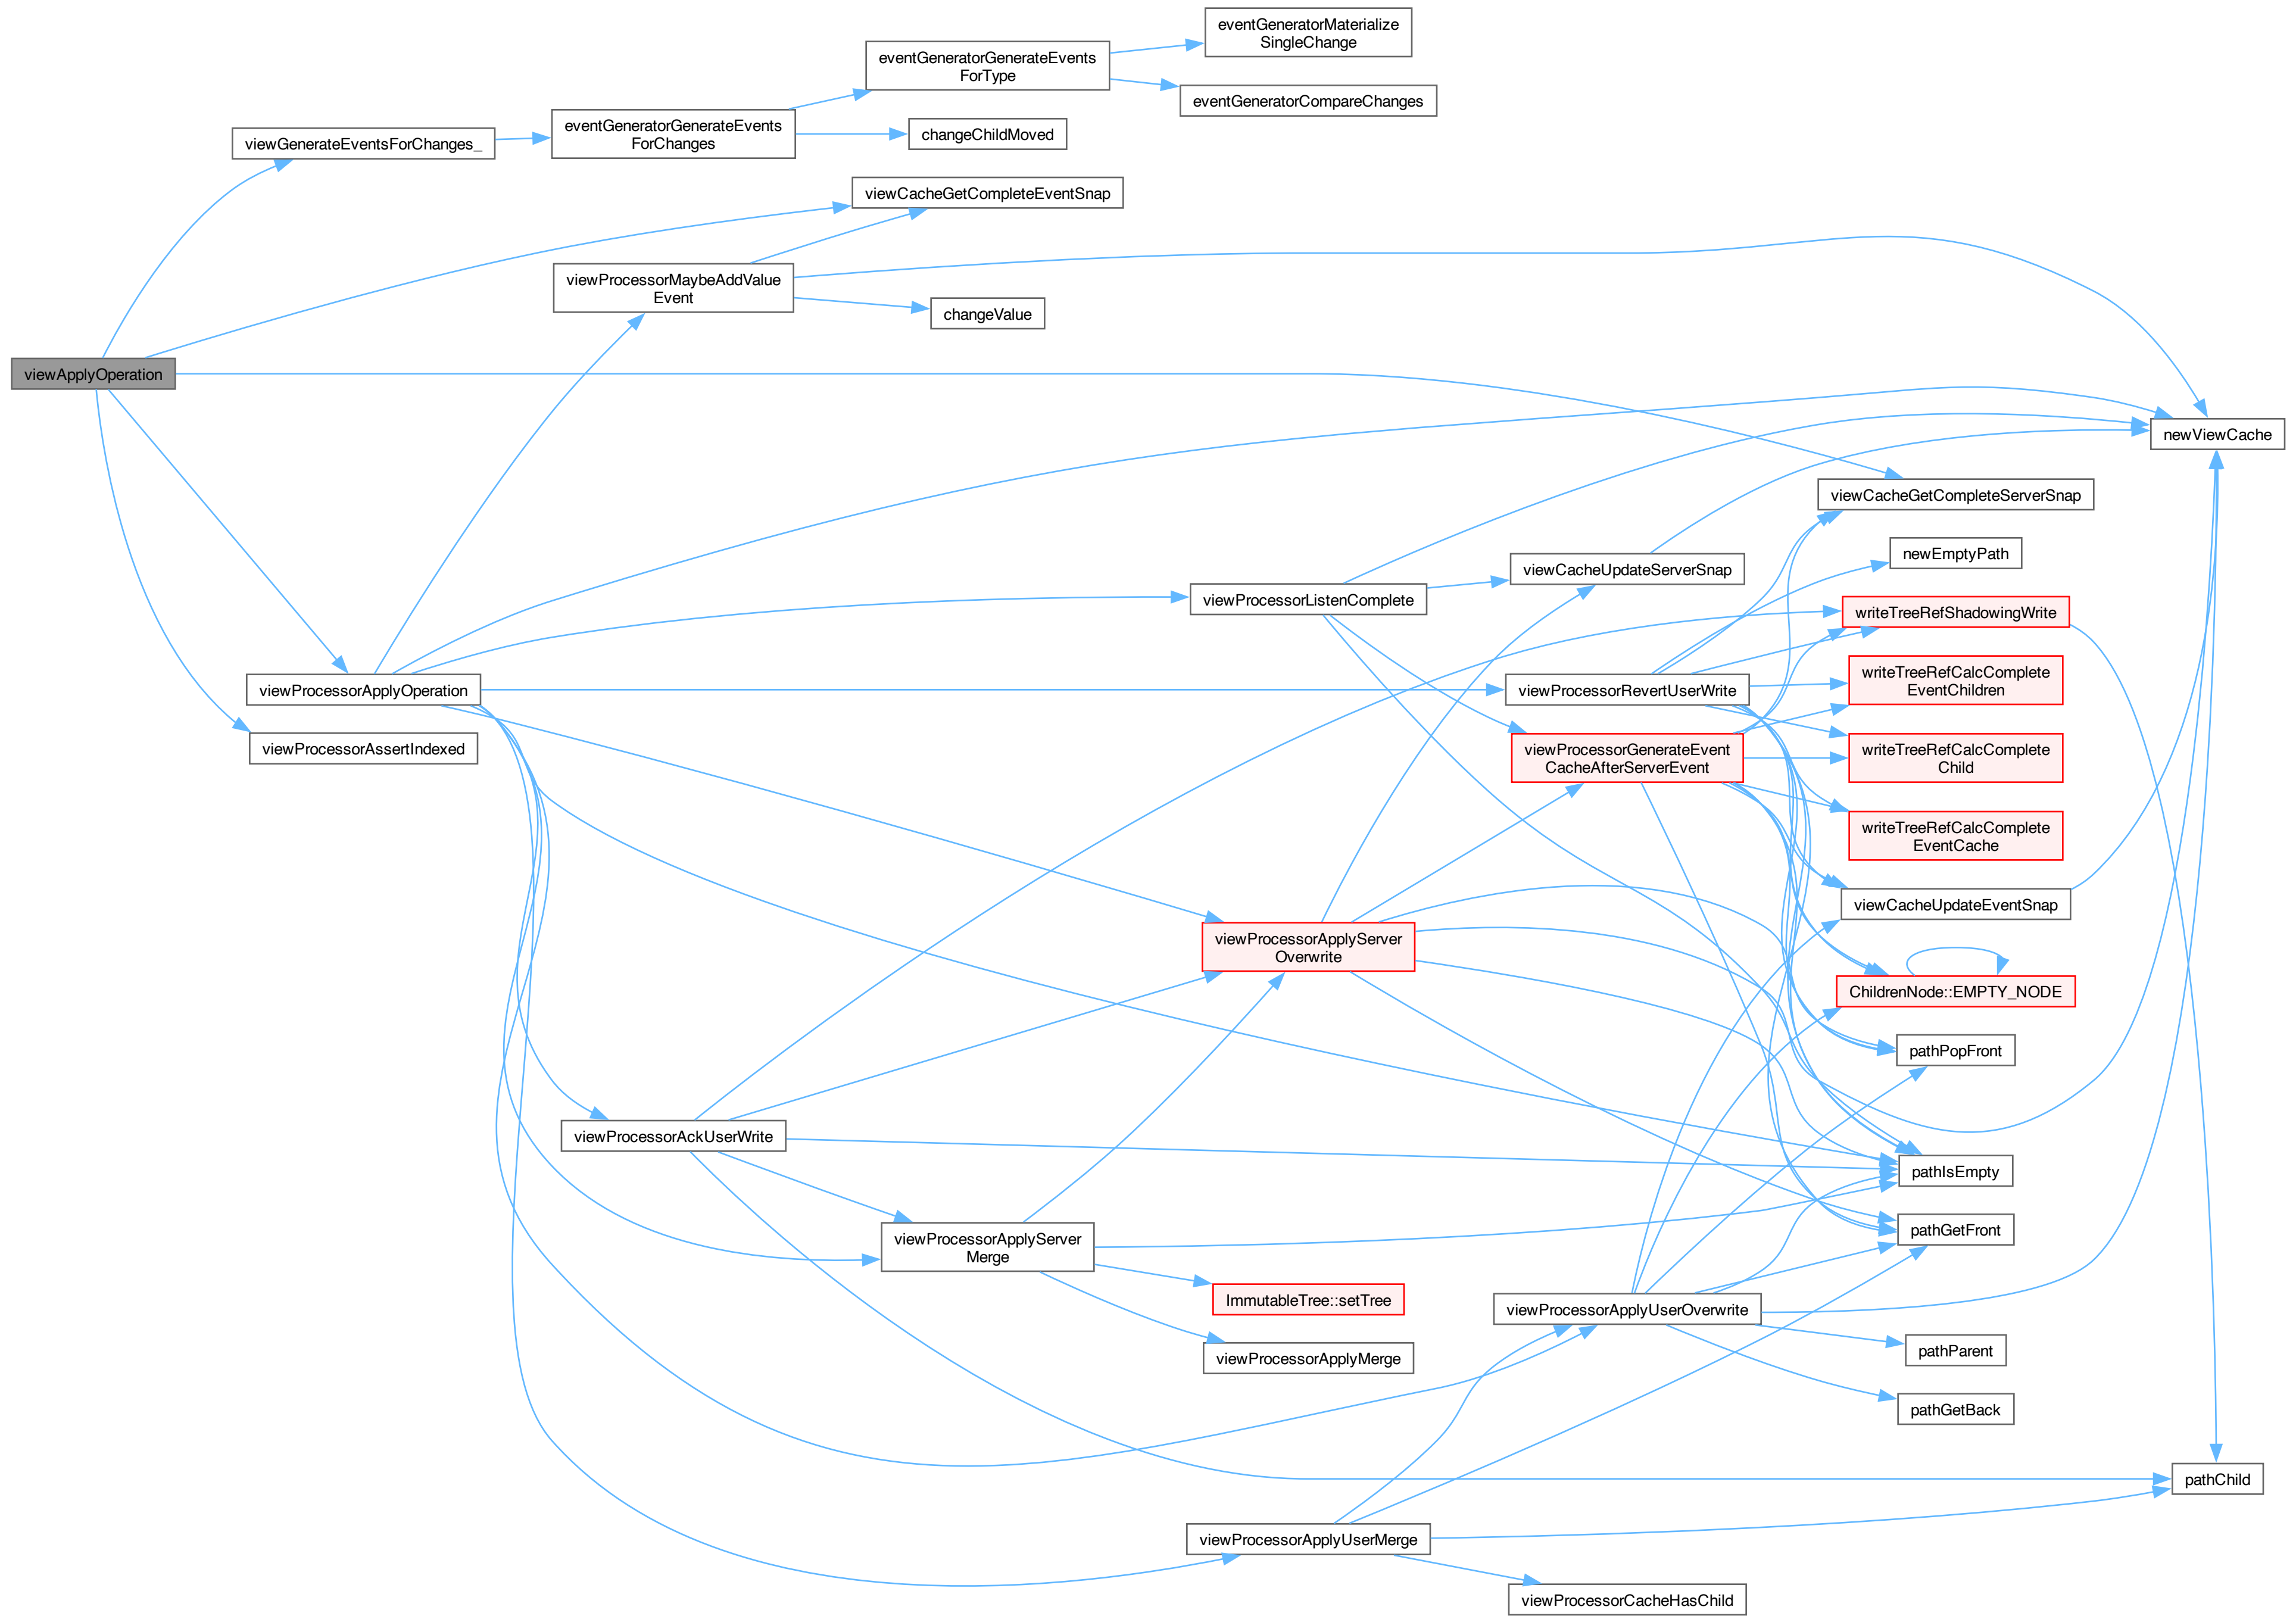 eventGeneratorMaterialize
SingleChange
eventGeneratorGenerateEvents
ForType
eventGeneratorCompareChanges
eventGeneratorGenerateEvents
ForChanges
changeChildMoved
viewGenerateEventsForChanges_
viewCacheGetCompleteEventSnap
viewProcessorMaybeAddValue
Event
changeValue
viewApplyOperation
newViewCache
viewCacheGetCompleteServerSnap
newEmptyPath
viewCacheUpdateServerSnap
viewProcessorListenComplete
writeTreeRefShadowingWrite
viewProcessorApplyOperation
viewProcessorRevertUserWrite
writeTreeRefCalcComplete
EventChildren
viewProcessorAssertIndexed
viewProcessorGenerateEvent
CacheAfterServerEvent
writeTreeRefCalcComplete
Child
writeTreeRefCalcComplete
EventCache
viewCacheUpdateEventSnap
viewProcessorApplyServer
Overwrite
ChildrenNode::EMPTY_NODE
pathPopFront
viewProcessorAckUserWrite
pathIsEmpty
viewProcessorApplyServer
Merge
pathGetFront
ImmutableTree::setTree
viewProcessorApplyUserOverwrite
viewProcessorApplyMerge
pathParent
pathGetBack
pathChild
viewProcessorApplyUserMerge
viewProcessorCacheHasChild